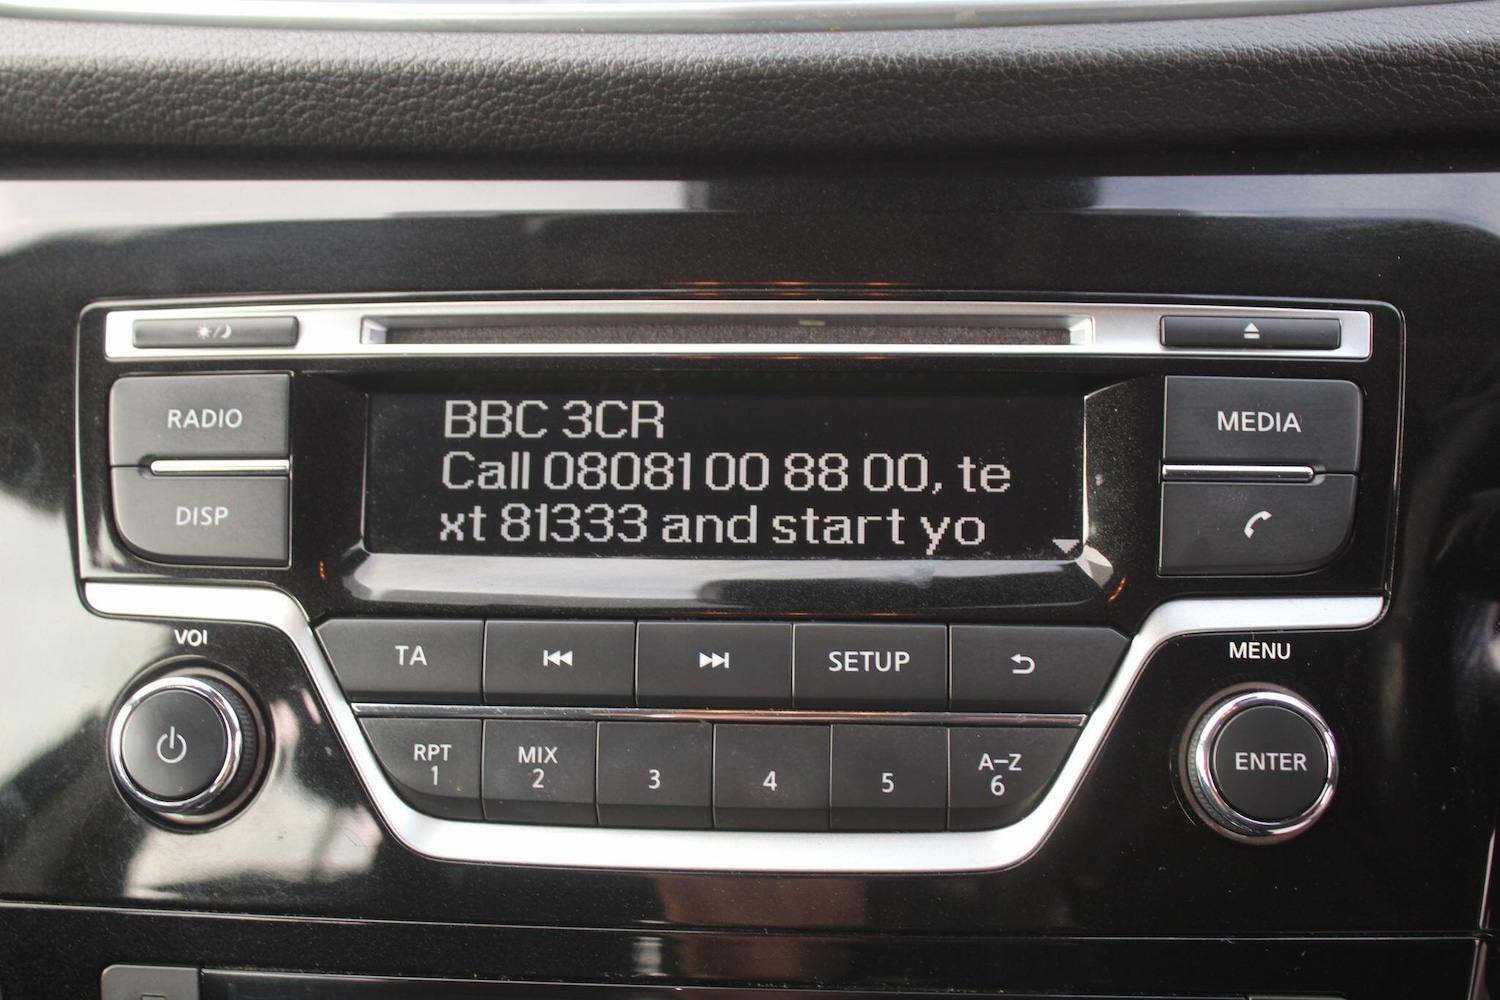 RADIO
DISP
BBC 3CR
Call 08081 00 88 00, te
xt 81333 and start yo
MEDIA
VOL
TA
SETUP
MENU
RPT
1
MIX
2
3
4
5
A–Z
6
ENTER